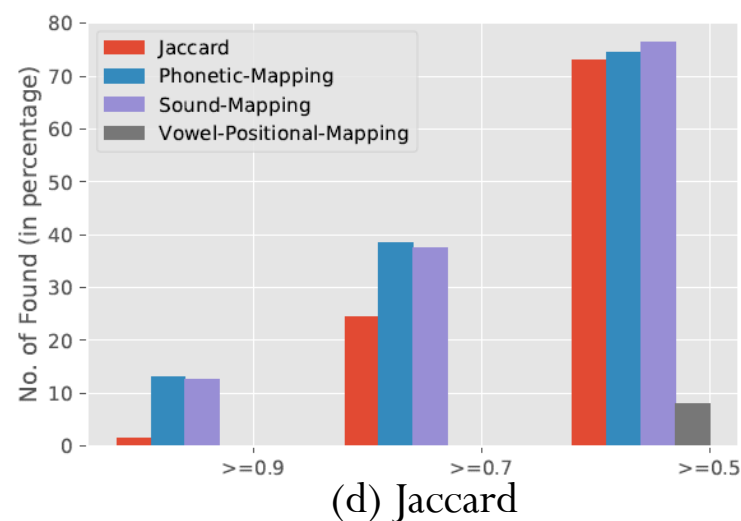 80
70
60
50
40
30
20
10
0
No. of Found (in percentage)
Jaccard
Phonetic-Mapping
Sound-Mapping
Vowel-Positional-Mapping
>=0.9 >=0.7 >=0.5
(d) Jaccard